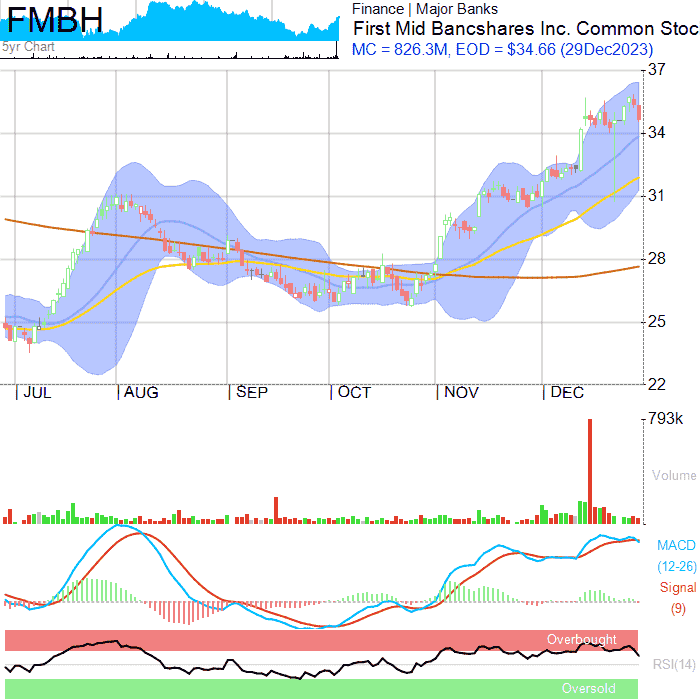 FMBH
5yr Chart
Finance | Major Banks
First Mid Bancshares Inc. Common Stoc
MC = 826.3M, EOD = $34.66 (29Dec2023)
37
34
31
28
25
22
JUL AUG SEP OCT NOV DEC
793k
Volume
MACD
(12-26)
Signal
(9)
Overbought
RSI(14)
Oversold